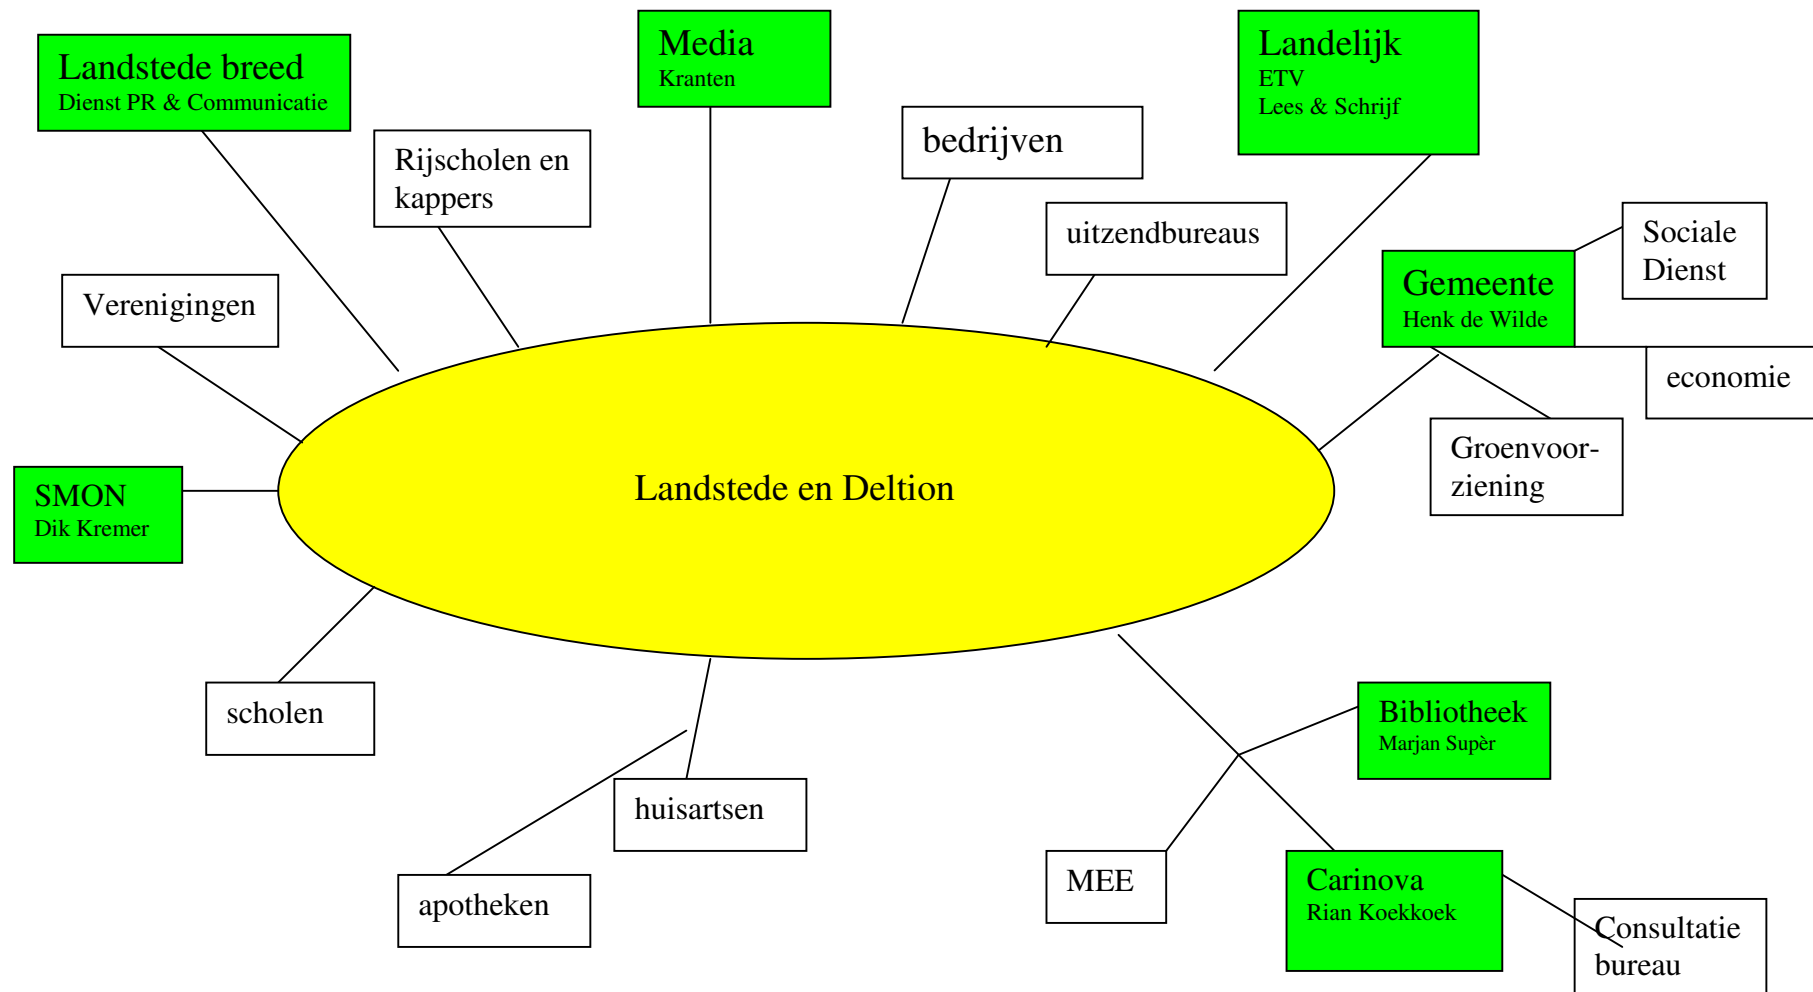 Landstede breed
Dienst PR & Communicatie
Media
Kranten
Landelijk
ETV
Lees & Schrijf
Rijscholen en
kappers
bedrijven
uitzendbureaus
Sociale
Dienst
Gemeente
Henk de Wilde
Verenigingen
economie
Groenvoor-
ziening
SMON
Dik Kremer
Landstede en Deltion
scholen
huisartsen
apotheken
Bibliotheek
Marjan Supèr
MEE
Carinova
Rian Koekkoek
Consultatie
bureau